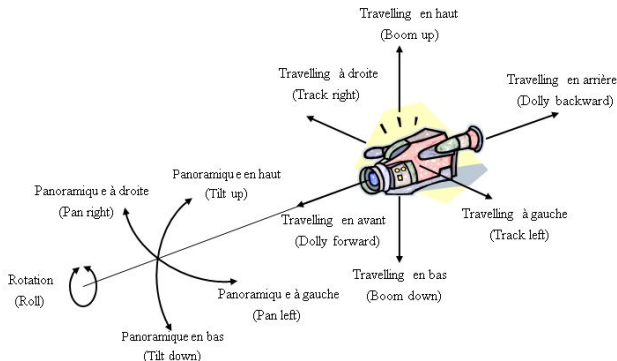 Travelling en haut
(Boom up)
Travelling à droite
(Track right)
Travelling en arrière
(Dolly backward)
Panoramique en haut
(Tilt up)
Panoramique à droite
(Pan right)
Travelling à gauche
(Track left)
Travelling en avant
(Dolly forward)
Travelling en bas
(Boom down)
Rotation
(Roll)
Panoramique à gauche
(Pan left)
Panoramique en bas
(Tilt down)